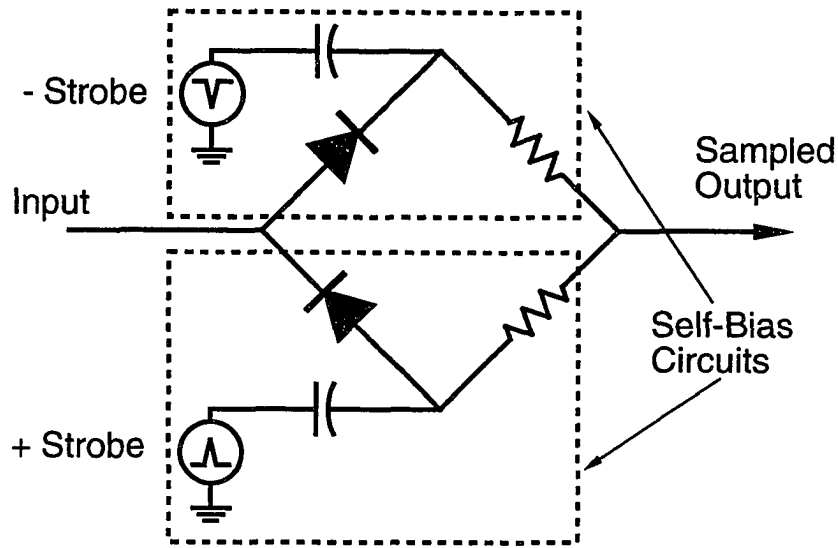 - Strobe
Input
Sampled
Output
Self-Bias
Circuits
+ Strobe